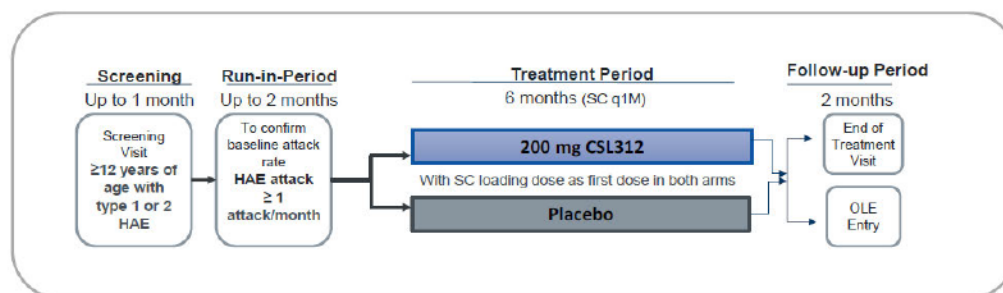 Screening
Up to 1 month
Screening
Visit
≥12 years of
age with
type 1 or 2
HAE
Run-in-Period
Up to 2 months
To confirm
baseline attack
rate
HAE attack
≥ 1
attack/month
Treatment Period
6 months (SC q1M)
200 mg CSL312
With SC loading dose as first dose in both arms
Placebo
Follow-up Period
2 months
End of
Treatment
Visit
OLE
Entry